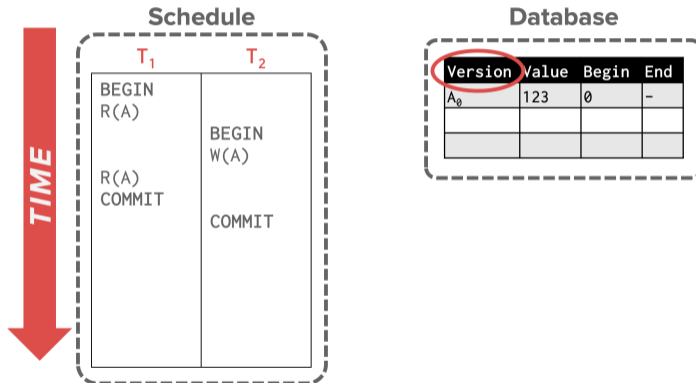 Schedule
TIME
T₁ T₂
BEGIN
R(A)
BEGIN
W(A)
R(A)
COMMIT
COMMIT
Database
Version Value Begin End
A₀ 123 0 –